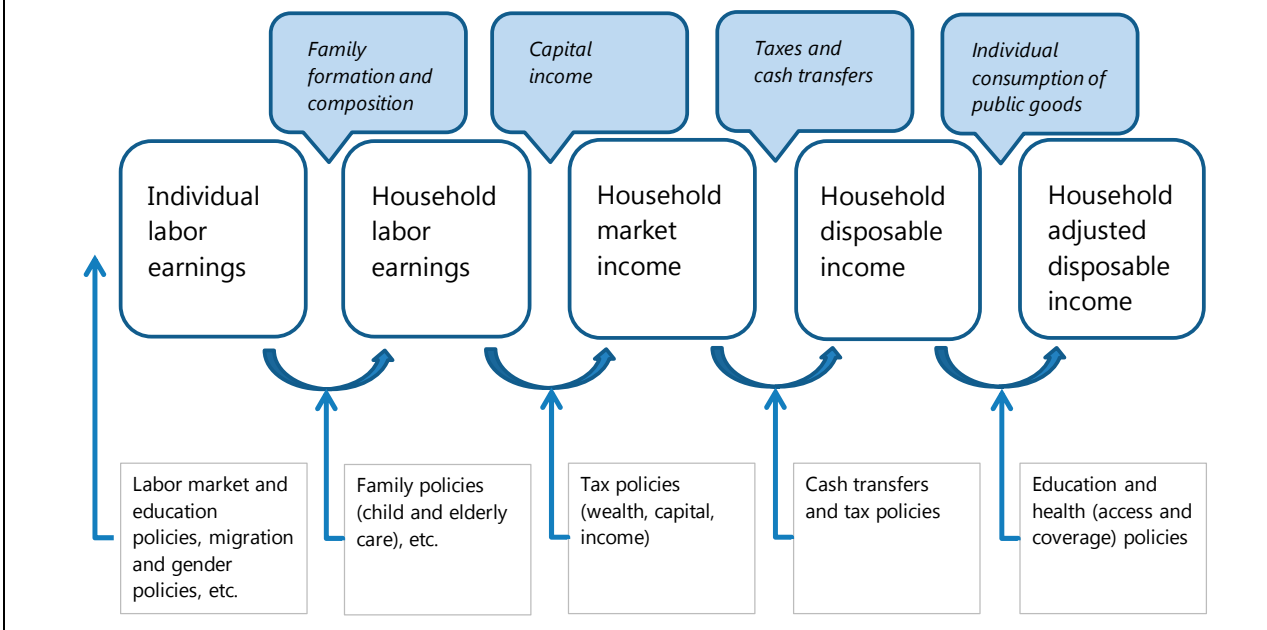 Family
formation and
composition
Capital
income
Taxes and
cash transfers
Individual
consumption of
public goods
Individual
labor
earnings
Household
labor
earnings
Household
market
income
Household
disposable
income
Household
adjusted
disposable
income
Labor market and
education
policies, migration
and gender
policies, etc.
Family policies
(child and elderly
care), etc.
Tax policies
(wealth, capital,
income)
Cash transfers
and tax policies
Education and
health (access and
coverage) policies